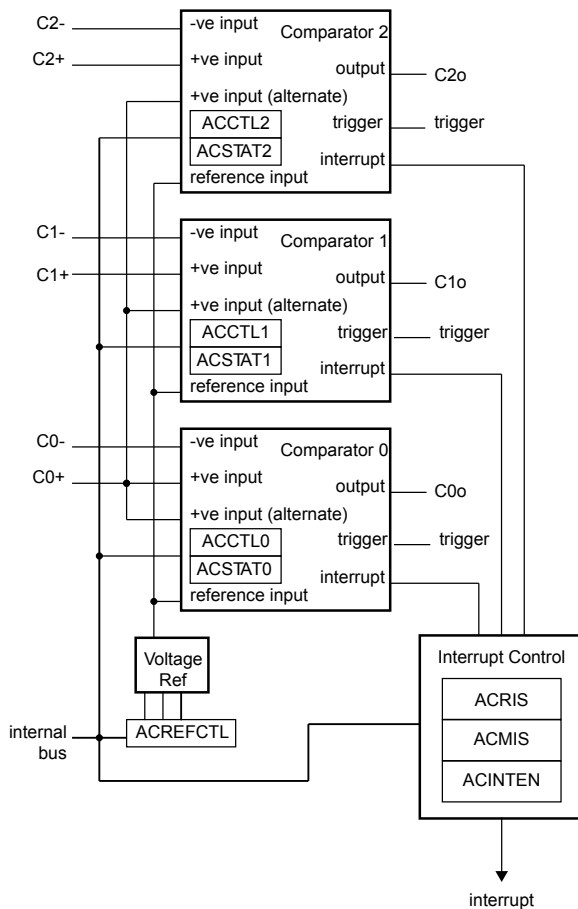 C2-
-ve input
Comparator 2
C2+
+ve input
output
C2o
+ve input (alternate)
ACCTL2
trigger
trigger
ACSTAT2
interrupt
reference input
C1-
-ve input
Comparator 1
C1+
+ve input
output
C1o
+ve input (alternate)
ACCTL1
trigger
trigger
ACSTAT1
interrupt
reference input
C0-
-ve input
Comparator 0
C0+
+ve input
output
C0o
+ve input (alternate)
ACCTL0
trigger
trigger
ACSTAT0
interrupt
reference input
Voltage
Ref
Interrupt Control
ACRIS
internal
bus
ACREFCTL
ACMIS
ACINTEN
interrupt